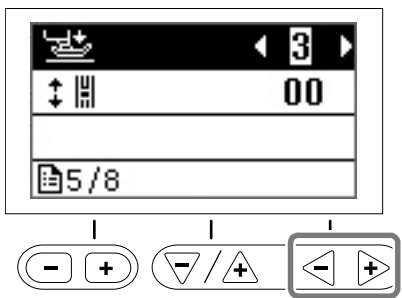 3
00
5/8
- + - / + - +